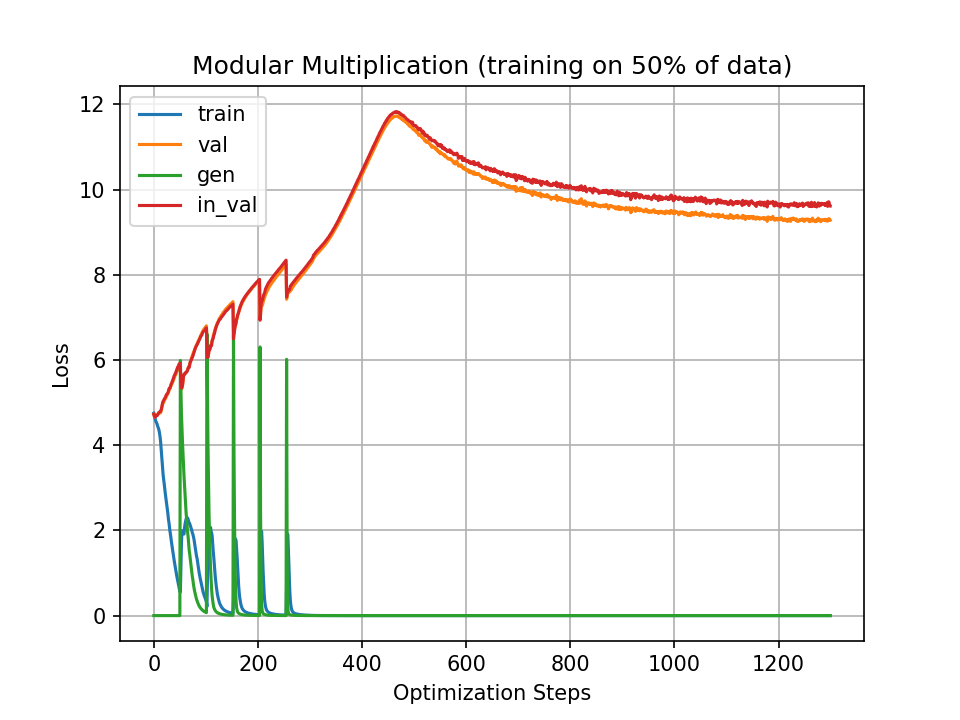 Modular Multiplication (training on 50% of data)
train
val
gen
in_val
12
10
8
6
4
2
0
Loss
0
200
400
600
800
1000
1200
Optimization Steps